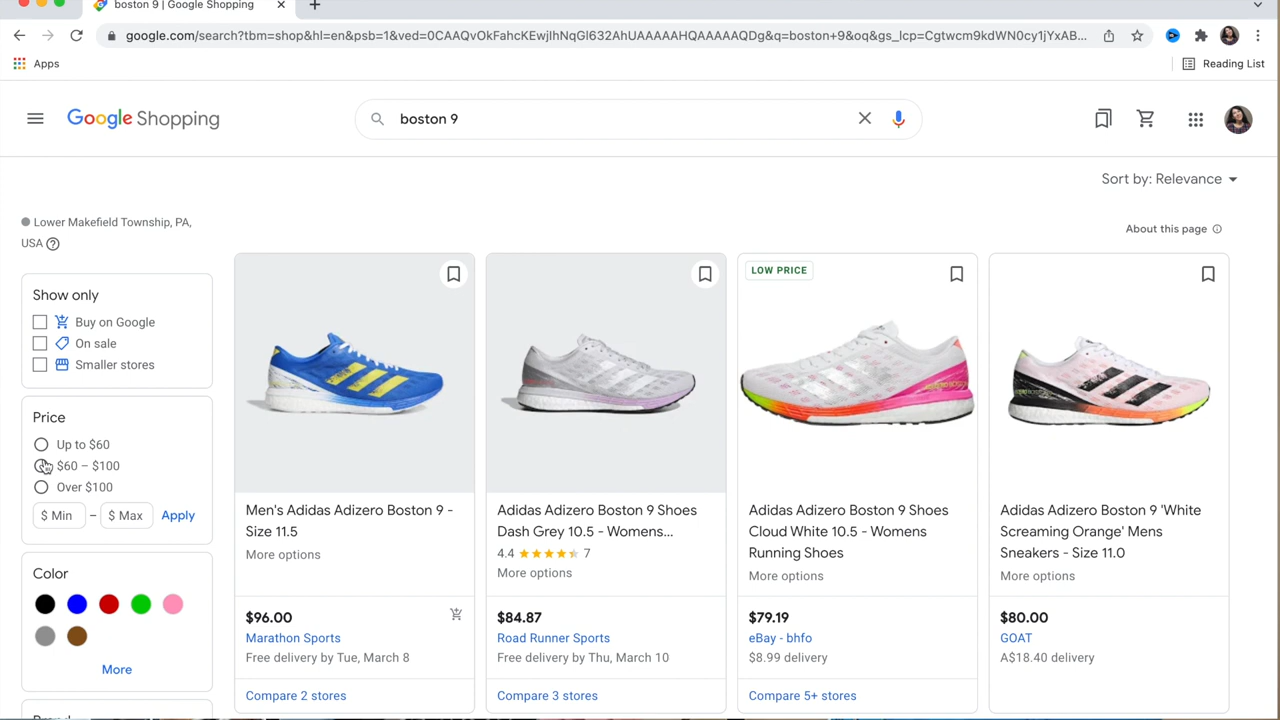 boston 9 | Google Shopping
google.com/search?tbm=shop&hl=en&psb=1&ved=0CAAQvOkFahcKEwjIhNqGl632AhUAAAAAHQAAAAAQDg&q=boston+9&oq&gs_lcp=Cgtwcm9kdWN0cy1jYxAB...
Apps
Reading List
Google Shopping
boston 9
Sort by: Relevance
Lower Makefield Township, PA,
USA
About this page
Show only
Buy on Google
On sale
Smaller stores
Price
Up to $60
$60 – $100
Over $100
$ Min – $ Max Apply
Color
More
Men's Adidas Adizero Boston 9 -
Size 11.5
More options
$96.00
Marathon Sports
Free delivery by Tue, March 8
Compare 2 stores
Adidas Adizero Boston 9 Shoes
Dash Grey 10.5 - Womens...
4.4 7
More options
$84.87
Road Runner Sports
Free delivery by Thu, March 10
Compare 3 stores
LOW PRICE
Adidas Adizero Boston 9 Shoes
Cloud White 10.5 - Womens
Running Shoes
More options
$79.19
eBay - bhfo
$8.99 delivery
Compare 5+ stores
Adidas Adizero Boston 9 'White
Screaming Orange' Mens
Sneakers - Size 11.0
More options
$80.00
GOAT
A$18.40 delivery